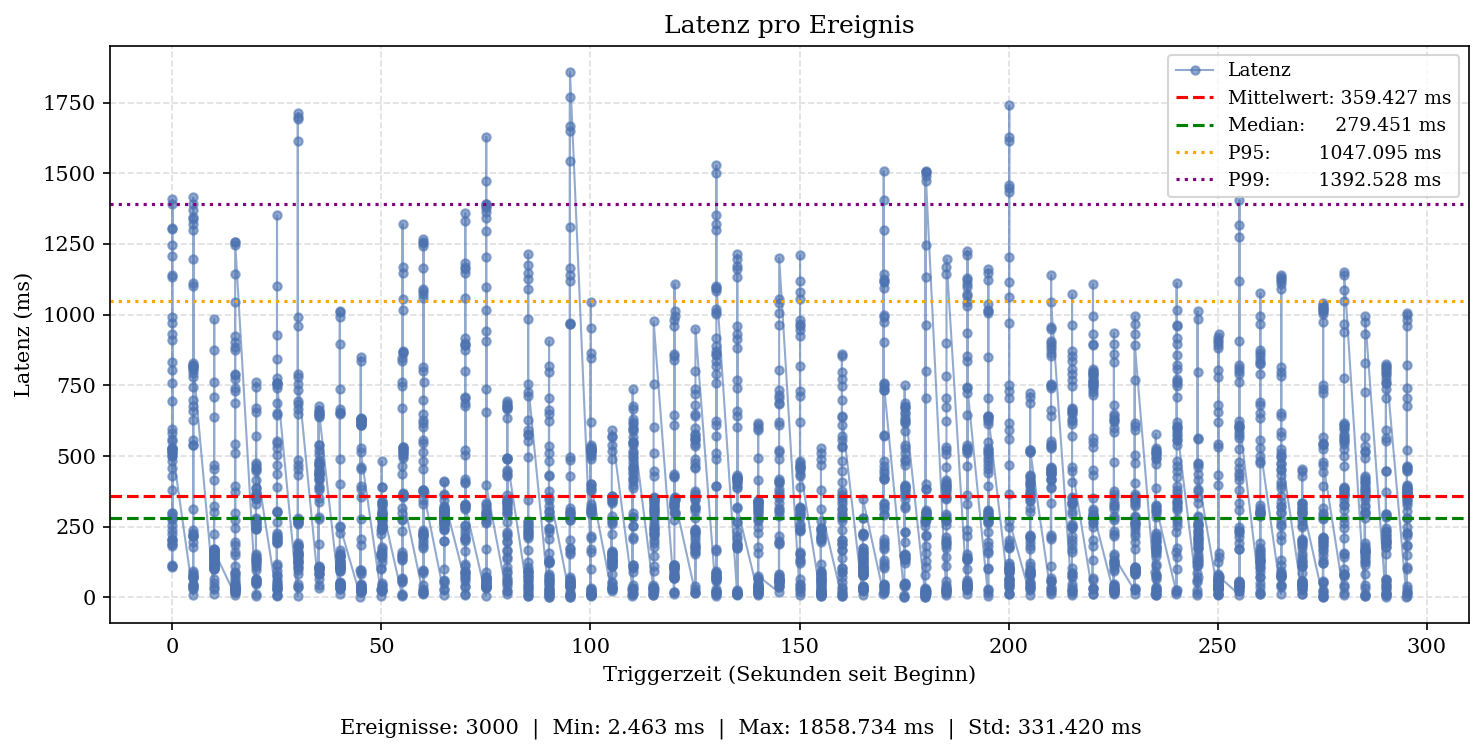 Latenz pro Ereignis
Latenz (ms)
1750
1500
1250
1000
750
500
250
0
Latenz
Mittelwert: 359.427 ms
Median: 279.451 ms
P95: 1047.095 ms
P99: 1392.528 ms
0 50 100 150 200 250 300
Triggerzeit (Sekunden seit Beginn)
Ereignisse: 3000 | Min: 2.463 ms | Max: 1858.734 ms | Std: 331.420 ms